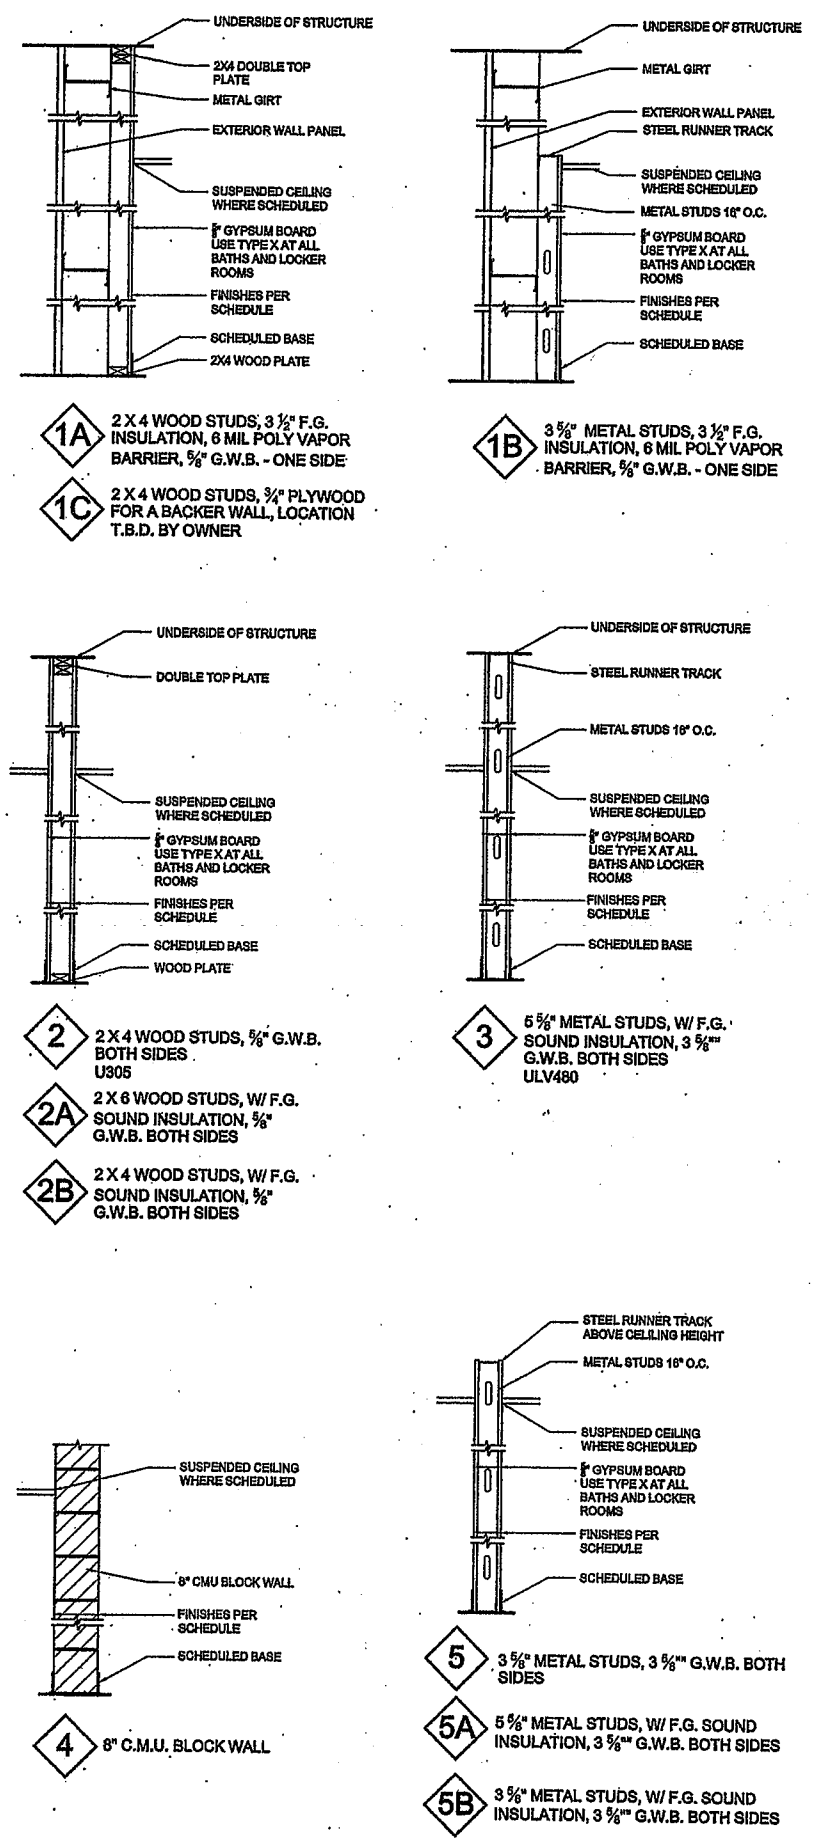 UNDERSIDE OF STRUCTURE
2X4 DOUBLE TOP
PLATE
METAL GIRT
EXTERIOR WALL PANEL
SUSPENDED CEILING
WHERE SCHEDULED
⅝" GYPSUM BOARD
USE TYPE X AT ALL
BATHS AND LOCKER
ROOMS
FINISHES PER
SCHEDULE
SCHEDULED BASE
2X4 WOOD PLATE
1A
2 X 4 WOOD STUDS, 3 ½" F.G.
INSULATION, 6 MIL POLY VAPOR
BARRIER, ⅝" G.W.B. - ONE SIDE
1C
2 X 4 WOOD STUDS, ¾" PLYWOOD
FOR A BACKER WALL, LOCATION
T.B.D. BY OWNER
UNDERSIDE OF STRUCTURE
METAL GIRT
EXTERIOR WALL PANEL
STEEL RUNNER TRACK
SUSPENDED CEILING
WHERE SCHEDULED
METAL STUDS 16" O.C.
⅝" GYPSUM BOARD
USE TYPE X AT ALL
BATHS AND LOCKER
ROOMS
FINISHES PER
SCHEDULE
SCHEDULED BASE
1B
3 ⅝" METAL STUDS, 3 ½" F.G.
INSULATION, 6 MIL POLY VAPOR
BARRIER, ⅝" G.W.B. - ONE SIDE
UNDERSIDE OF STRUCTURE
DOUBLE TOP PLATE
SUSPENDED CEILING
WHERE SCHEDULED
⅝" GYPSUM BOARD
USE TYPE X AT ALL
BATHS AND LOCKER
ROOMS
FINISHES PER
SCHEDULE
SCHEDULED BASE
WOOD PLATE
2
2 X 4 WOOD STUDS, ⅝" G.W.B.
BOTH SIDES
U305
2A
2 X 6 WOOD STUDS, W/ F.G.
SOUND INSULATION, ⅝"
G.W.B. BOTH SIDES
2B
2 X 4 WOOD STUDS, W/ F.G.
SOUND INSULATION, ⅝"
G.W.B. BOTH SIDES
UNDERSIDE OF STRUCTURE
STEEL RUNNER TRACK
METAL STUDS 16" O.C.
SUSPENDED CEILING
WHERE SCHEDULED
⅝" GYPSUM BOARD
USE TYPE X AT ALL
BATHS AND LOCKER
ROOMS
FINISHES PER
SCHEDULE
SCHEDULED BASE
3
5 ⅝" METAL STUDS, W/ F.G.
SOUND INSULATION, 3 ⅝""
G.W.B. BOTH SIDES
ULV480
SUSPENDED CEILING
WHERE SCHEDULED
8" CMU BLOCK WALL
FINISHES PER
SCHEDULE
SCHEDULED BASE
4
8" C.M.U. BLOCK WALL
STEEL RUNNER TRACK
ABOVE CELILING HEIGHT
METAL STUDS 16" O.C.
SUSPENDED CEILING
WHERE SCHEDULED
⅝" GYPSUM BOARD
USE TYPE X AT ALL
BATHS AND LOCKER
ROOMS
FINISHES PER
SCHEDULE
SCHEDULED BASE
5
3 ⅝" METAL STUDS, 3 ⅝"" G.W.B. BOTH
SIDES
5A
5 ⅝" METAL STUDS, W/ F.G. SOUND
INSULATION, 3 ⅝"" G.W.B. BOTH SIDES
5B
3 ⅝" METAL STUDS, W/ F.G. SOUND
INSULATION, 3 ⅝"" G.W.B. BOTH SIDES